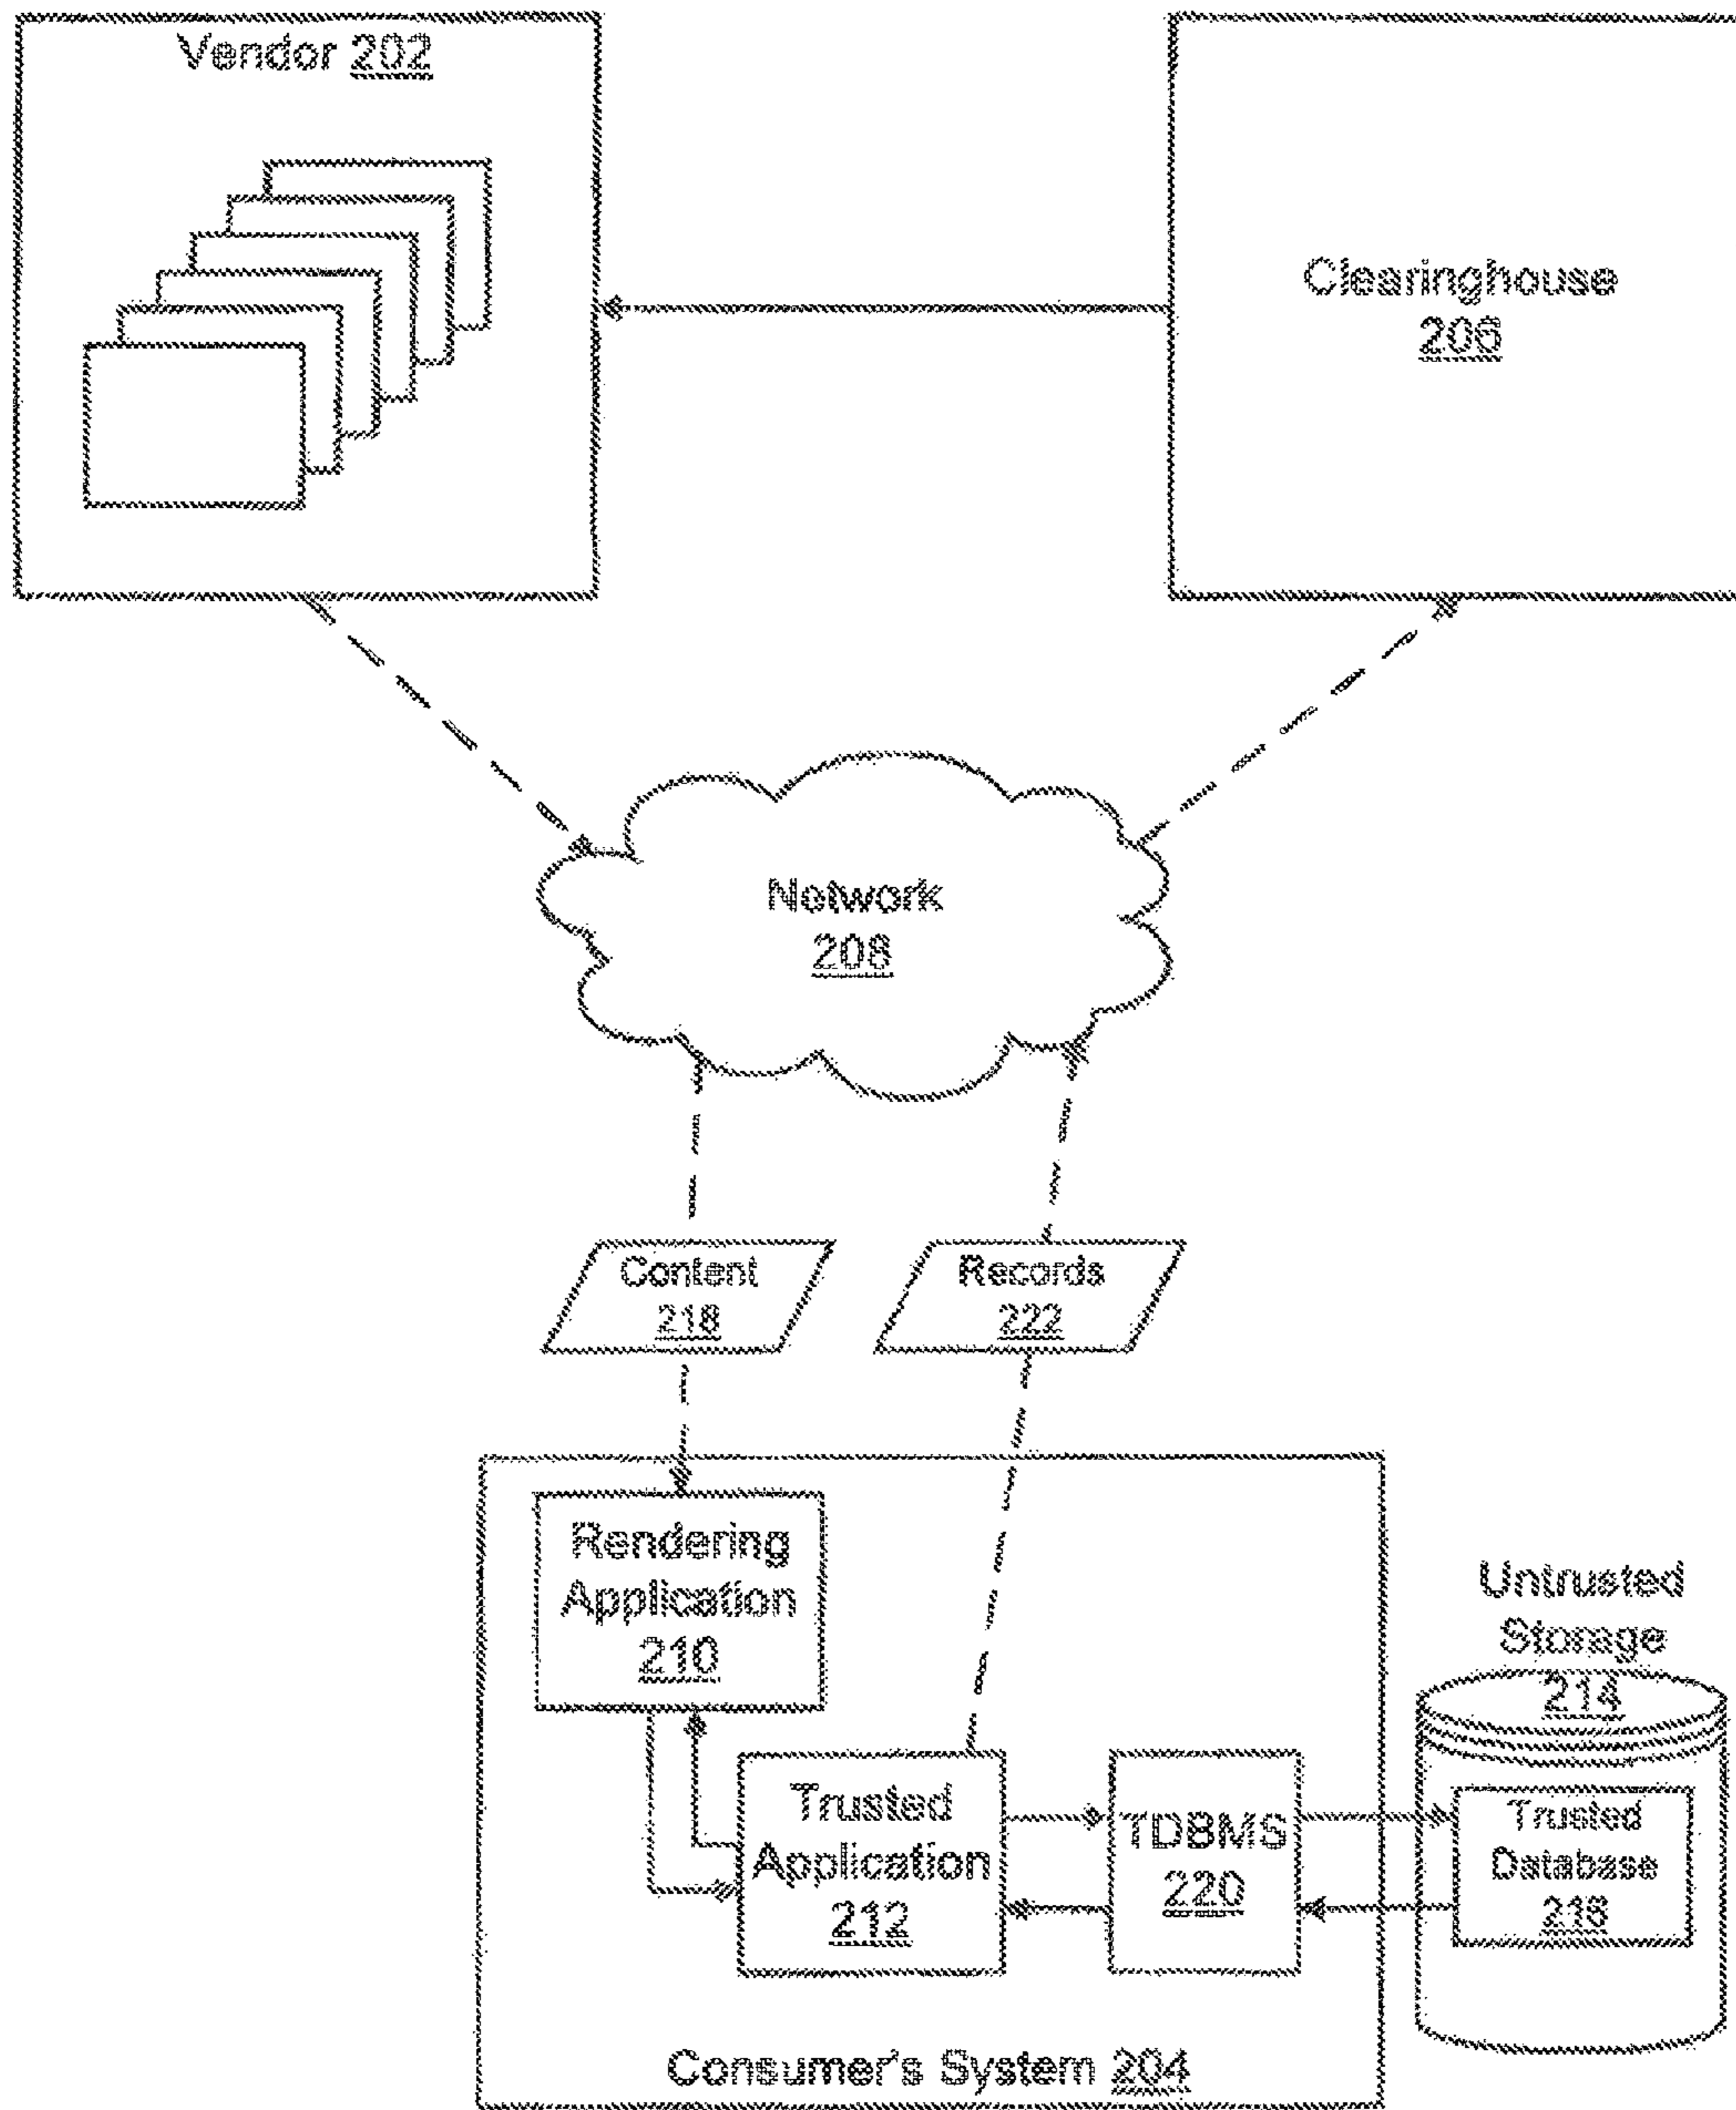 Vendor 202
Clearinghouse
206
Network
208
Content
218
Records
222
Rendering
Application
210
Untrusted
Storage
214
Trusted
Application
212
TDBMS
220
Trusted
Database
216
Consumer's System 204